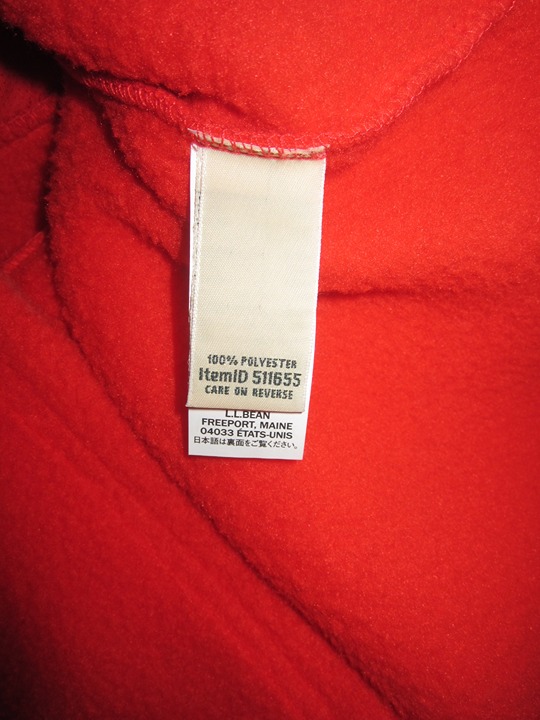 100% POLYESTER
ItemID 511655
CARE ON REVERSE
L.L.BEAN
FREEPORT, MAINE
04033 ÉTATS-UNIS
日本語は裏面をご覧ください。